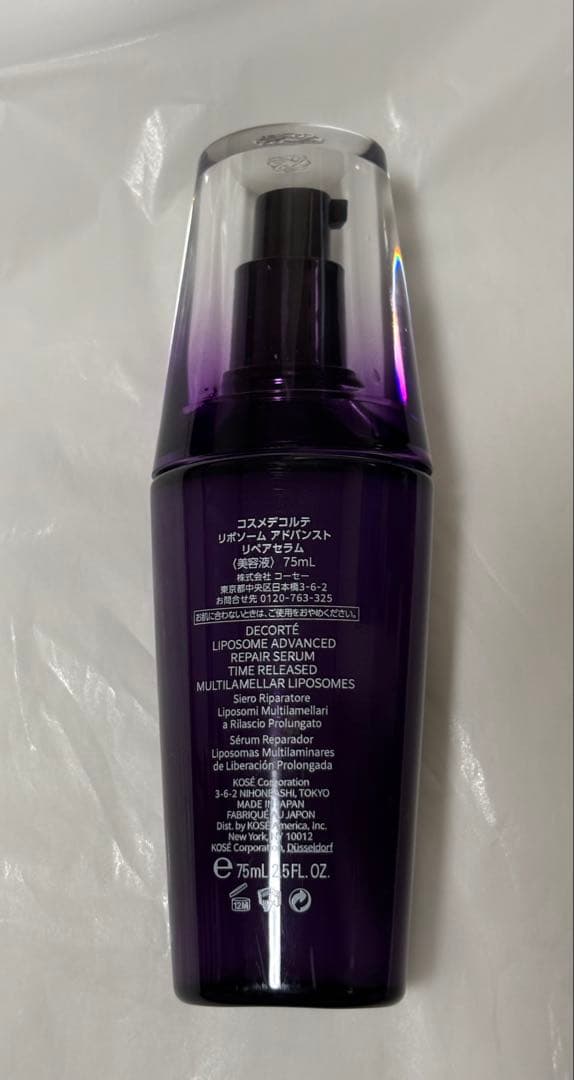 コスメデコルテ
リポソーム アドバンスト
リペアセラム
〈美容液〉 75mL
株式会社 コーセー
東京都中央区日本橋3-6-2
お問合せ先 0120-763-325
お肌に合わないときは、ご使用をおやめください。
DECORTÉ
LIPOSOME ADVANCED
REPAIR SERUM
TIME RELEASED
MULTILAMELLAR LIPOSOMES
Siero Riparatore
Liposomi Multilamellari
a Rilascio Prolungato
Sérum Reparador
Liposomas Multilaminares
de Liberación Prolongada
KOSÉ Corporation
3-6-2 NIHONBASHI, TOKYO
MADE IN JAPAN
FABRIQUÉ AU JAPON
Dist. by KOSÉ America, Inc.
New York, NY 10012
KOSÉ Corporation, Düsseldorf
℮ 75mL 2.5FL. OZ.
12M